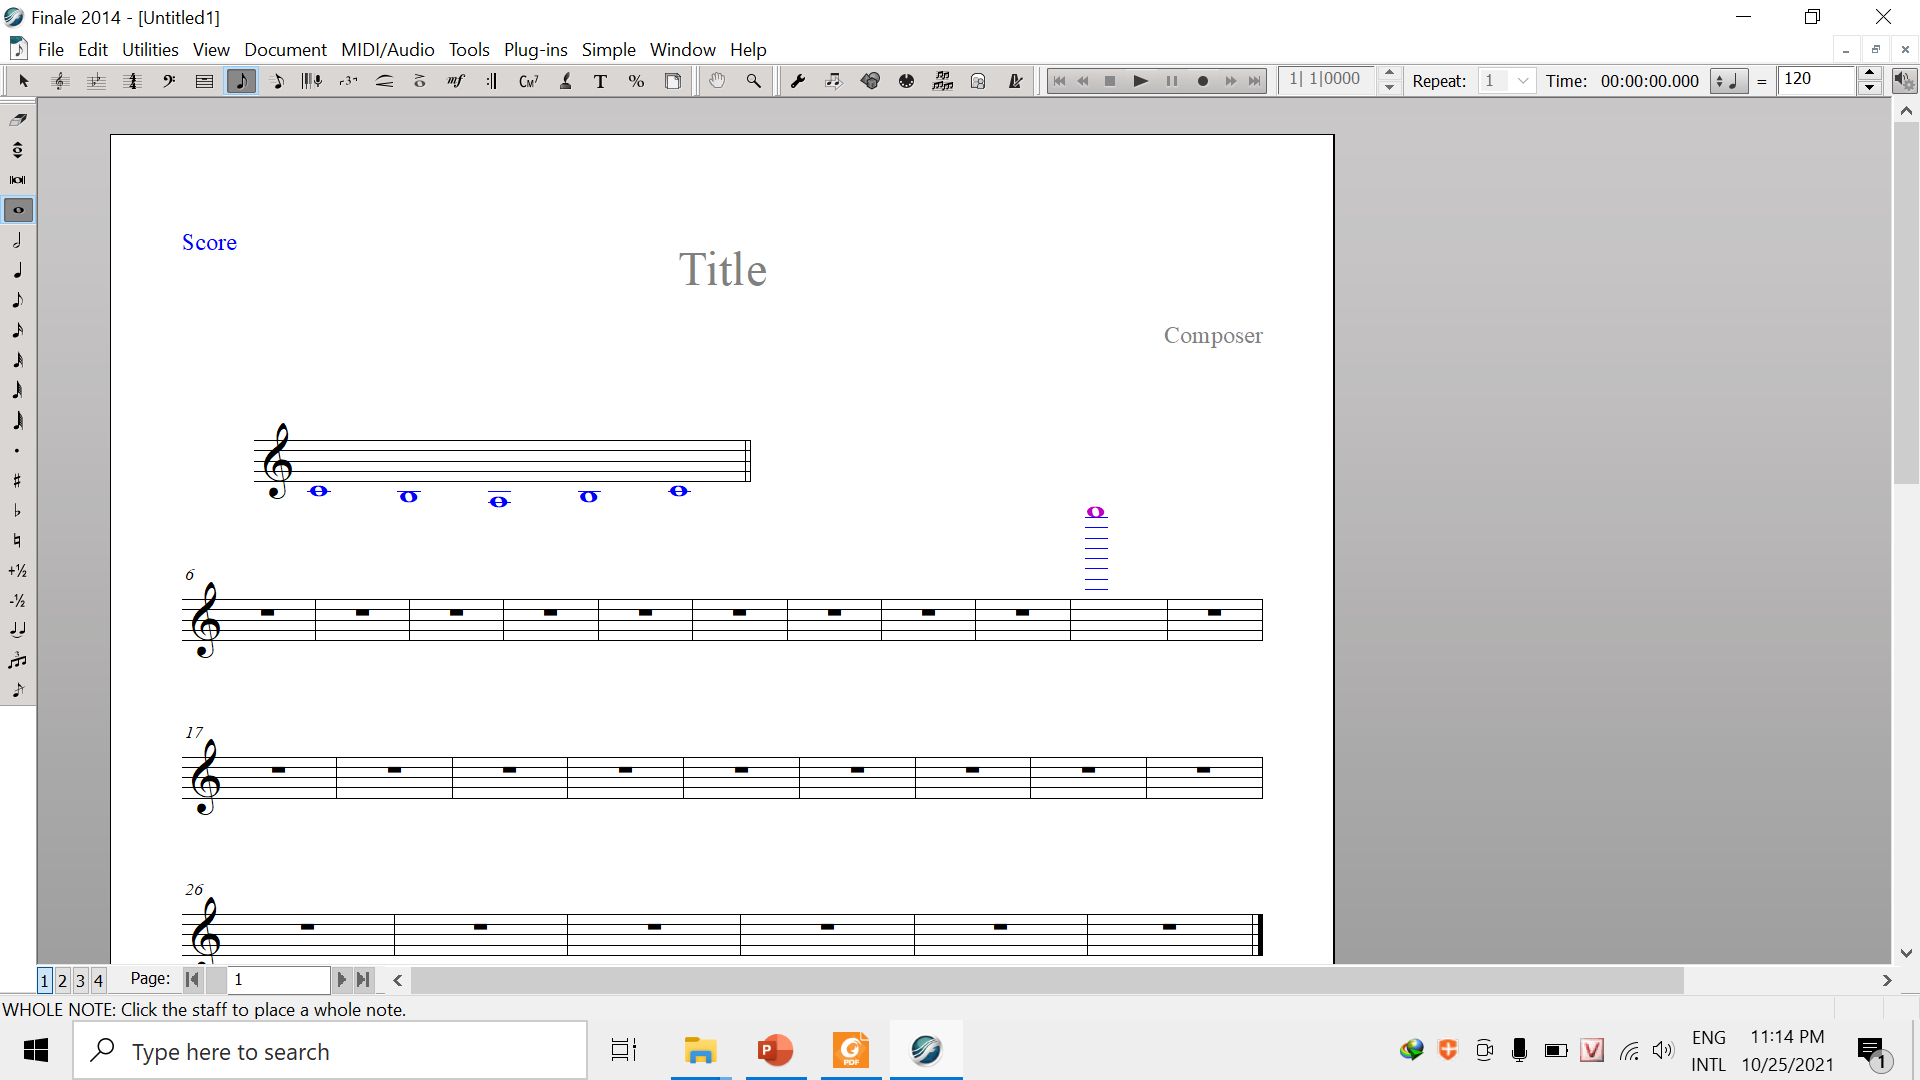 Finale 2014 - [Untitled1]
File Edit Utilities View Document MIDI/Audio Tools Plug-ins Simple Window Help
1| 1|0000 Repeat: 1 Time: 00:00:00.000 = 120
Score
Title
Composer
6
17
26
1 2 3 4 Page: 1
WHOLE NOTE: Click the staff to place a whole note.
Type here to search
ENG
INTL
11:14 PM
10/25/2021
1